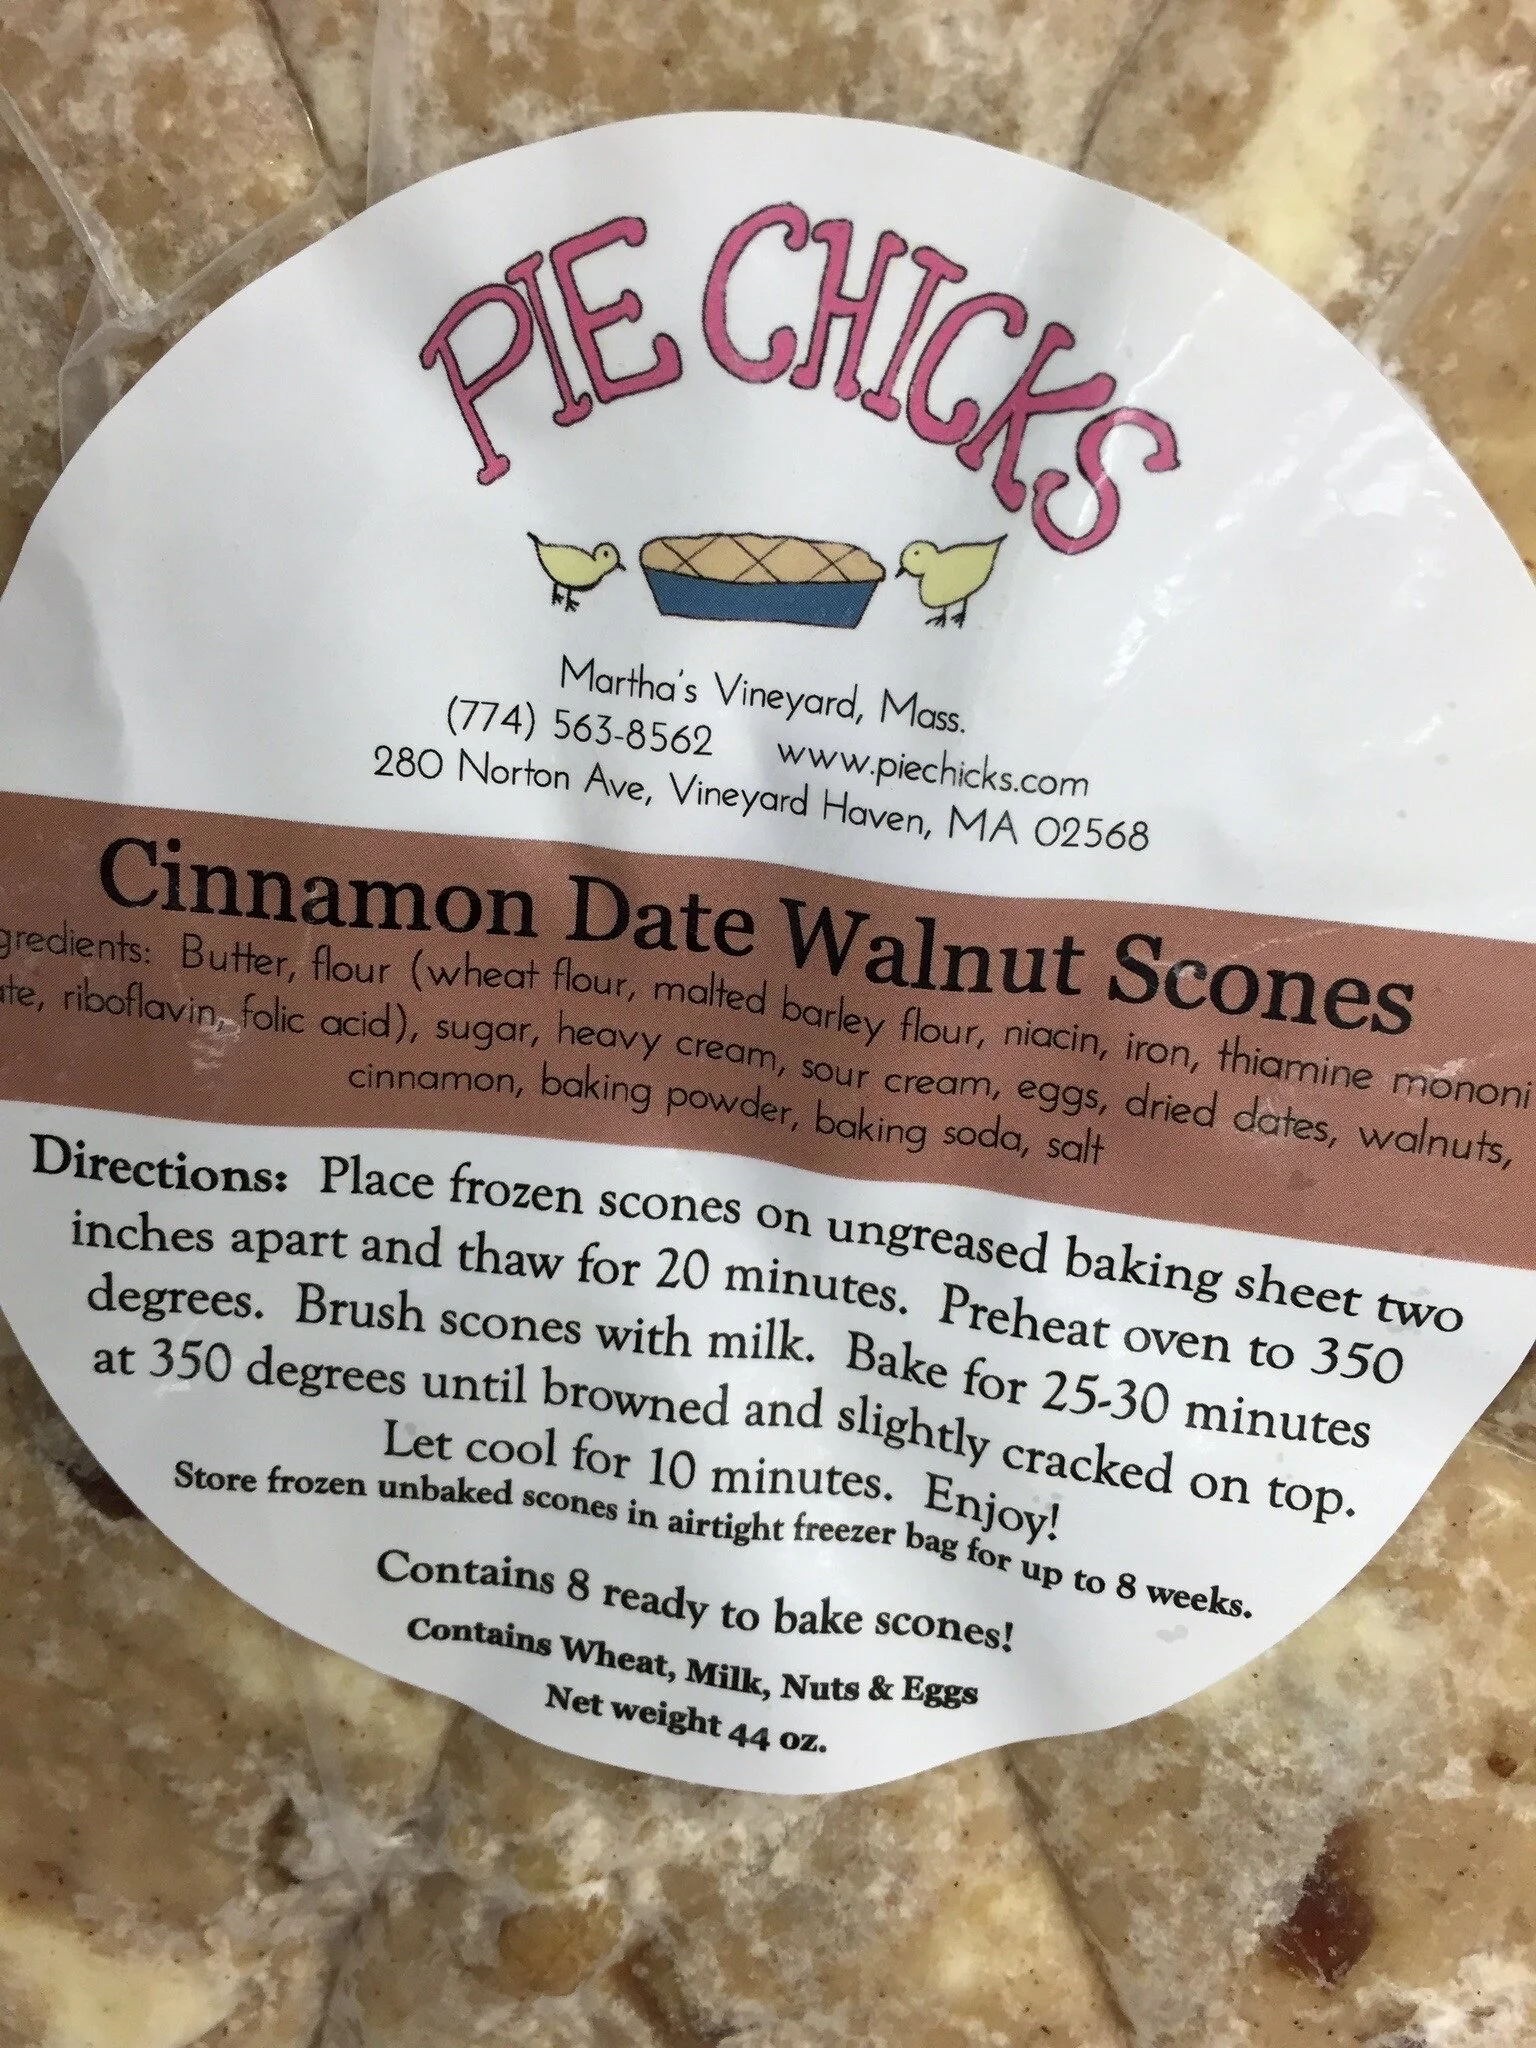 PIE CHICKS
Martha's Vineyard, Mass.
(774) 563-8562 www.piechicks.com
280 Norton Ave, Vineyard Haven, MA 02568
Cinnamon Date Walnut Scones
gredients: Butter, flour (wheat flour, malted barley flour, niacin, iron, thiamine mononi
te, riboflavin, folic acid), sugar, heavy cream, sour cream, eggs, dried dates, walnuts,
cinnamon, baking powder, baking soda, salt
Directions: Place frozen scones on ungreased baking sheet two
inches apart and thaw for 20 minutes. Preheat oven to 350
degrees. Brush scones with milk. Bake for 25-30 minutes
at 350 degrees until browned and slightly cracked on top.
Let cool for 10 minutes. Enjoy!
Store frozen unbaked scones in airtight freezer bag for up to 8 weeks.
Contains 8 ready to bake scones!
Contains Wheat, Milk, Nuts & Eggs
Net weight 44 oz.